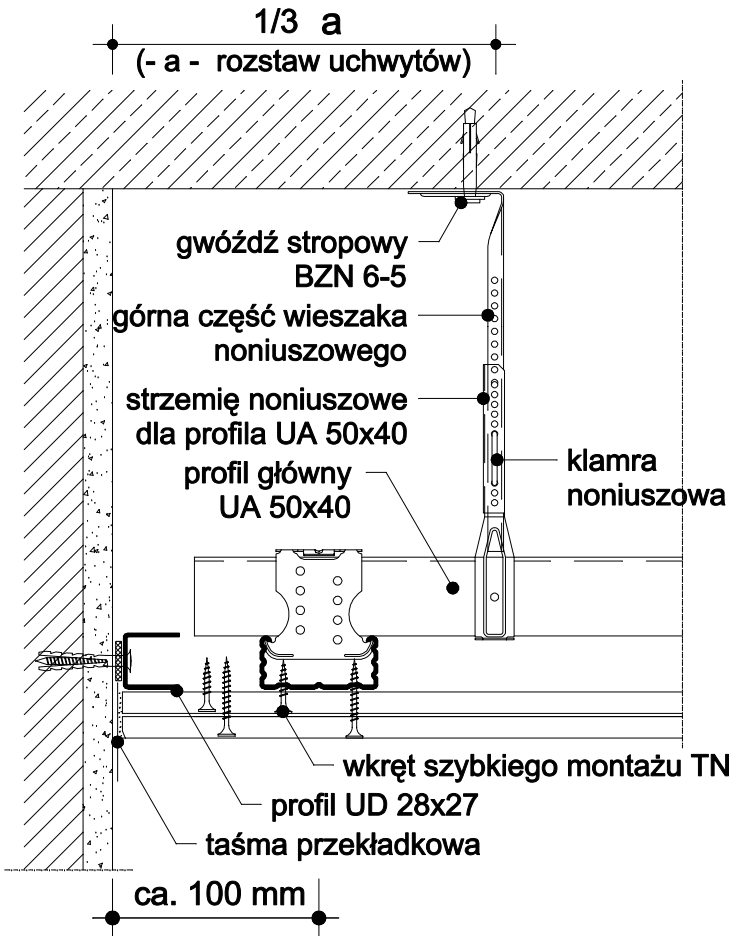 1/3 a
(- a - rozstaw uchwytów)
gwóźdź stropowy
BZN 6-5
górna część wieszaka
noniuszowego
strzemię noniuszowe
dla profila UA 50x40
profil główny
UA 50x40
klamra
noniuszowa
wkręt szybkiego montażu TN
profil UD 28x27
taśma przekładkowa
ca. 100 mm